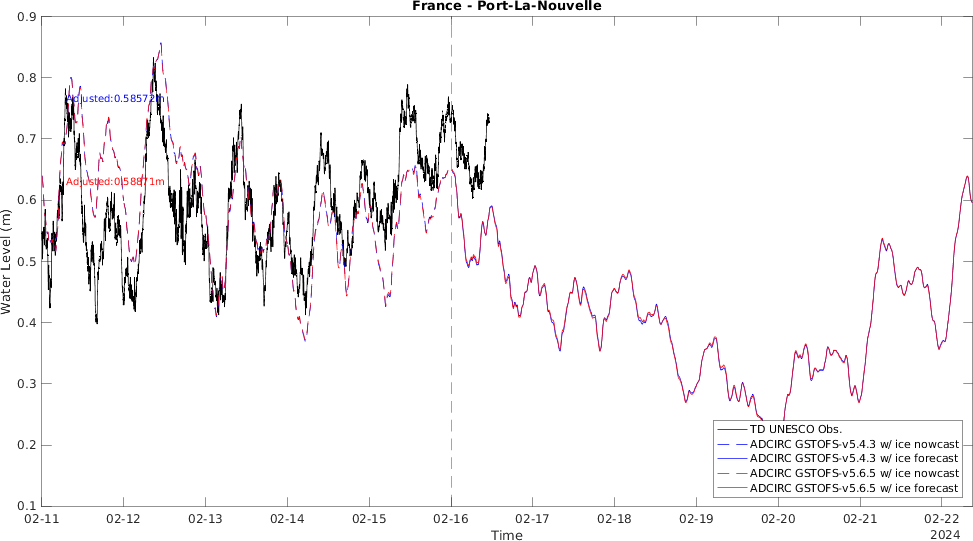 France - Port-La-Nouvelle
0.9
0.8
0.7
0.6
0.5
0.4
0.3
0.2
0.1
Water Level (m)
Adjusted:0.58572m
Adjusted:0.58871m
TD UNESCO Obs.
ADCIRC GSTOFS-v5.4.3 w/ ice nowcast
ADCIRC GSTOFS-v5.4.3 w/ ice forecast
ADCIRC GSTOFS-v5.6.5 w/ ice nowcast
ADCIRC GSTOFS-v5.6.5 w/ ice forecast
02-11 02-12 02-13 02-14 02-15 02-16 02-17 02-18 02-19 02-20 02-21 02-22
2024
Time